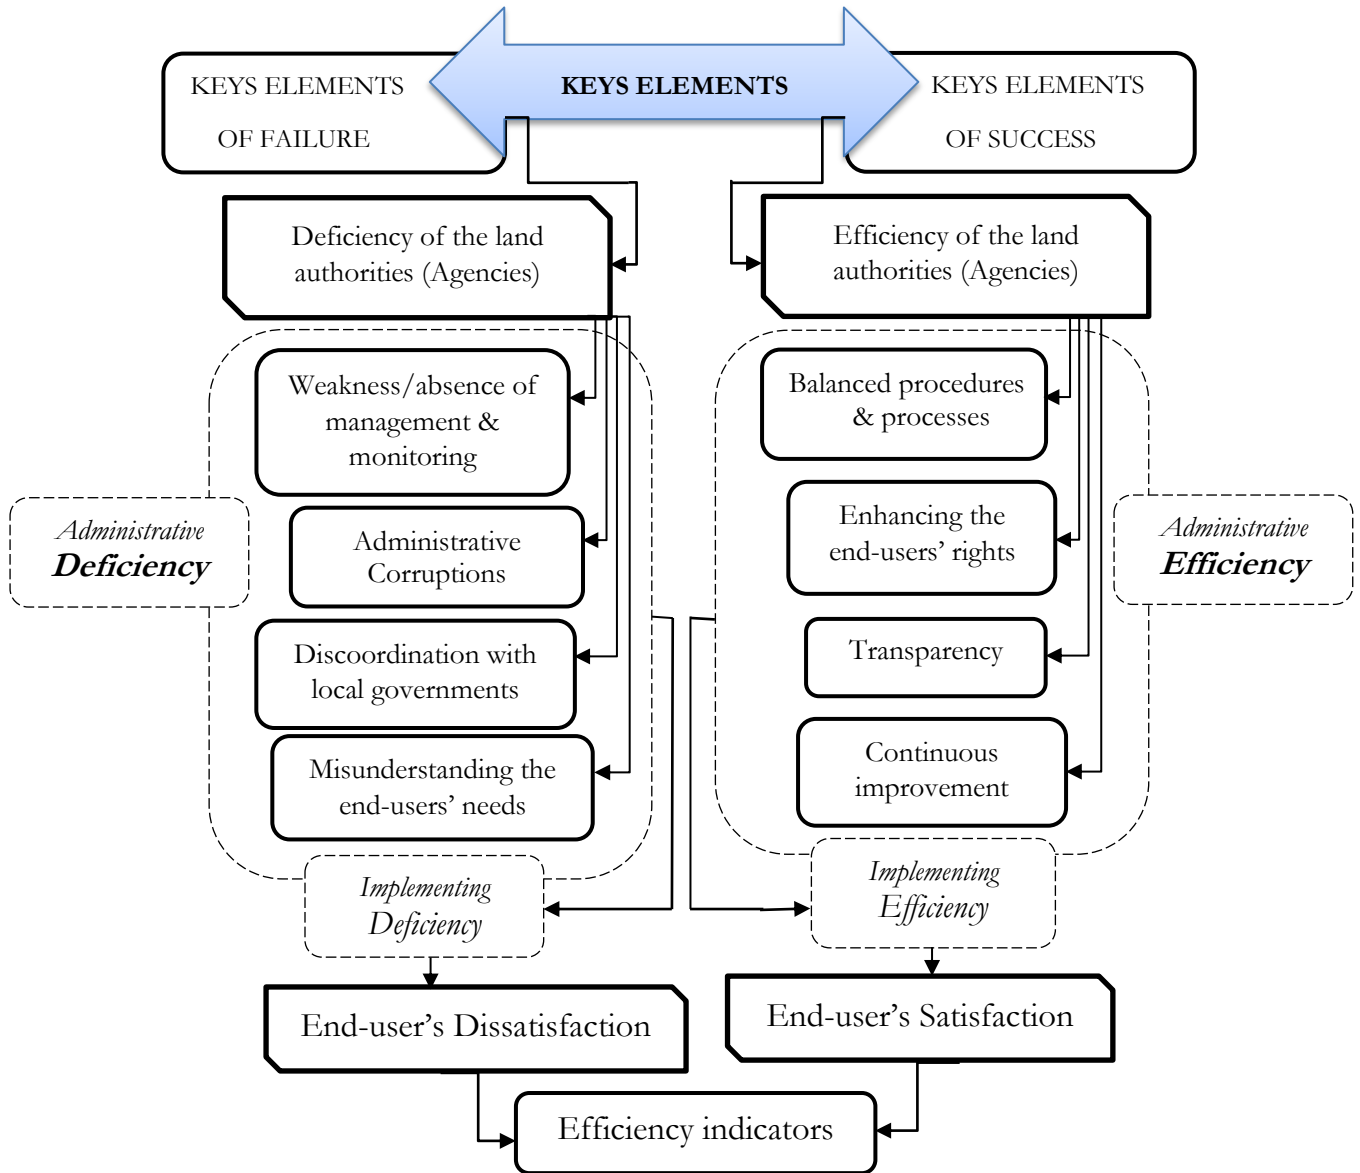 KEYS ELEMENTS
OF FAILURE
KEYS ELEMENTS
KEYS ELEMENTS
OF SUCCESS
Deficiency of the land
authorities (Agencies)
Efficiency of the land
authorities (Agencies)
Weakness/absence of
management &
monitoring
Administrative
Corruptions
Discoordination with
local governments
Misunderstanding the
end-users’ needs
Administrative
Deficiency
Balanced procedures
& processes
Enhancing the
end-users’ rights
Transparency
Continuous
improvement
Administrative
Efficiency
Implementing
Deficiency
Implementing
Efficiency
End-user’s Dissatisfaction
End-user’s Satisfaction
Efficiency indicators